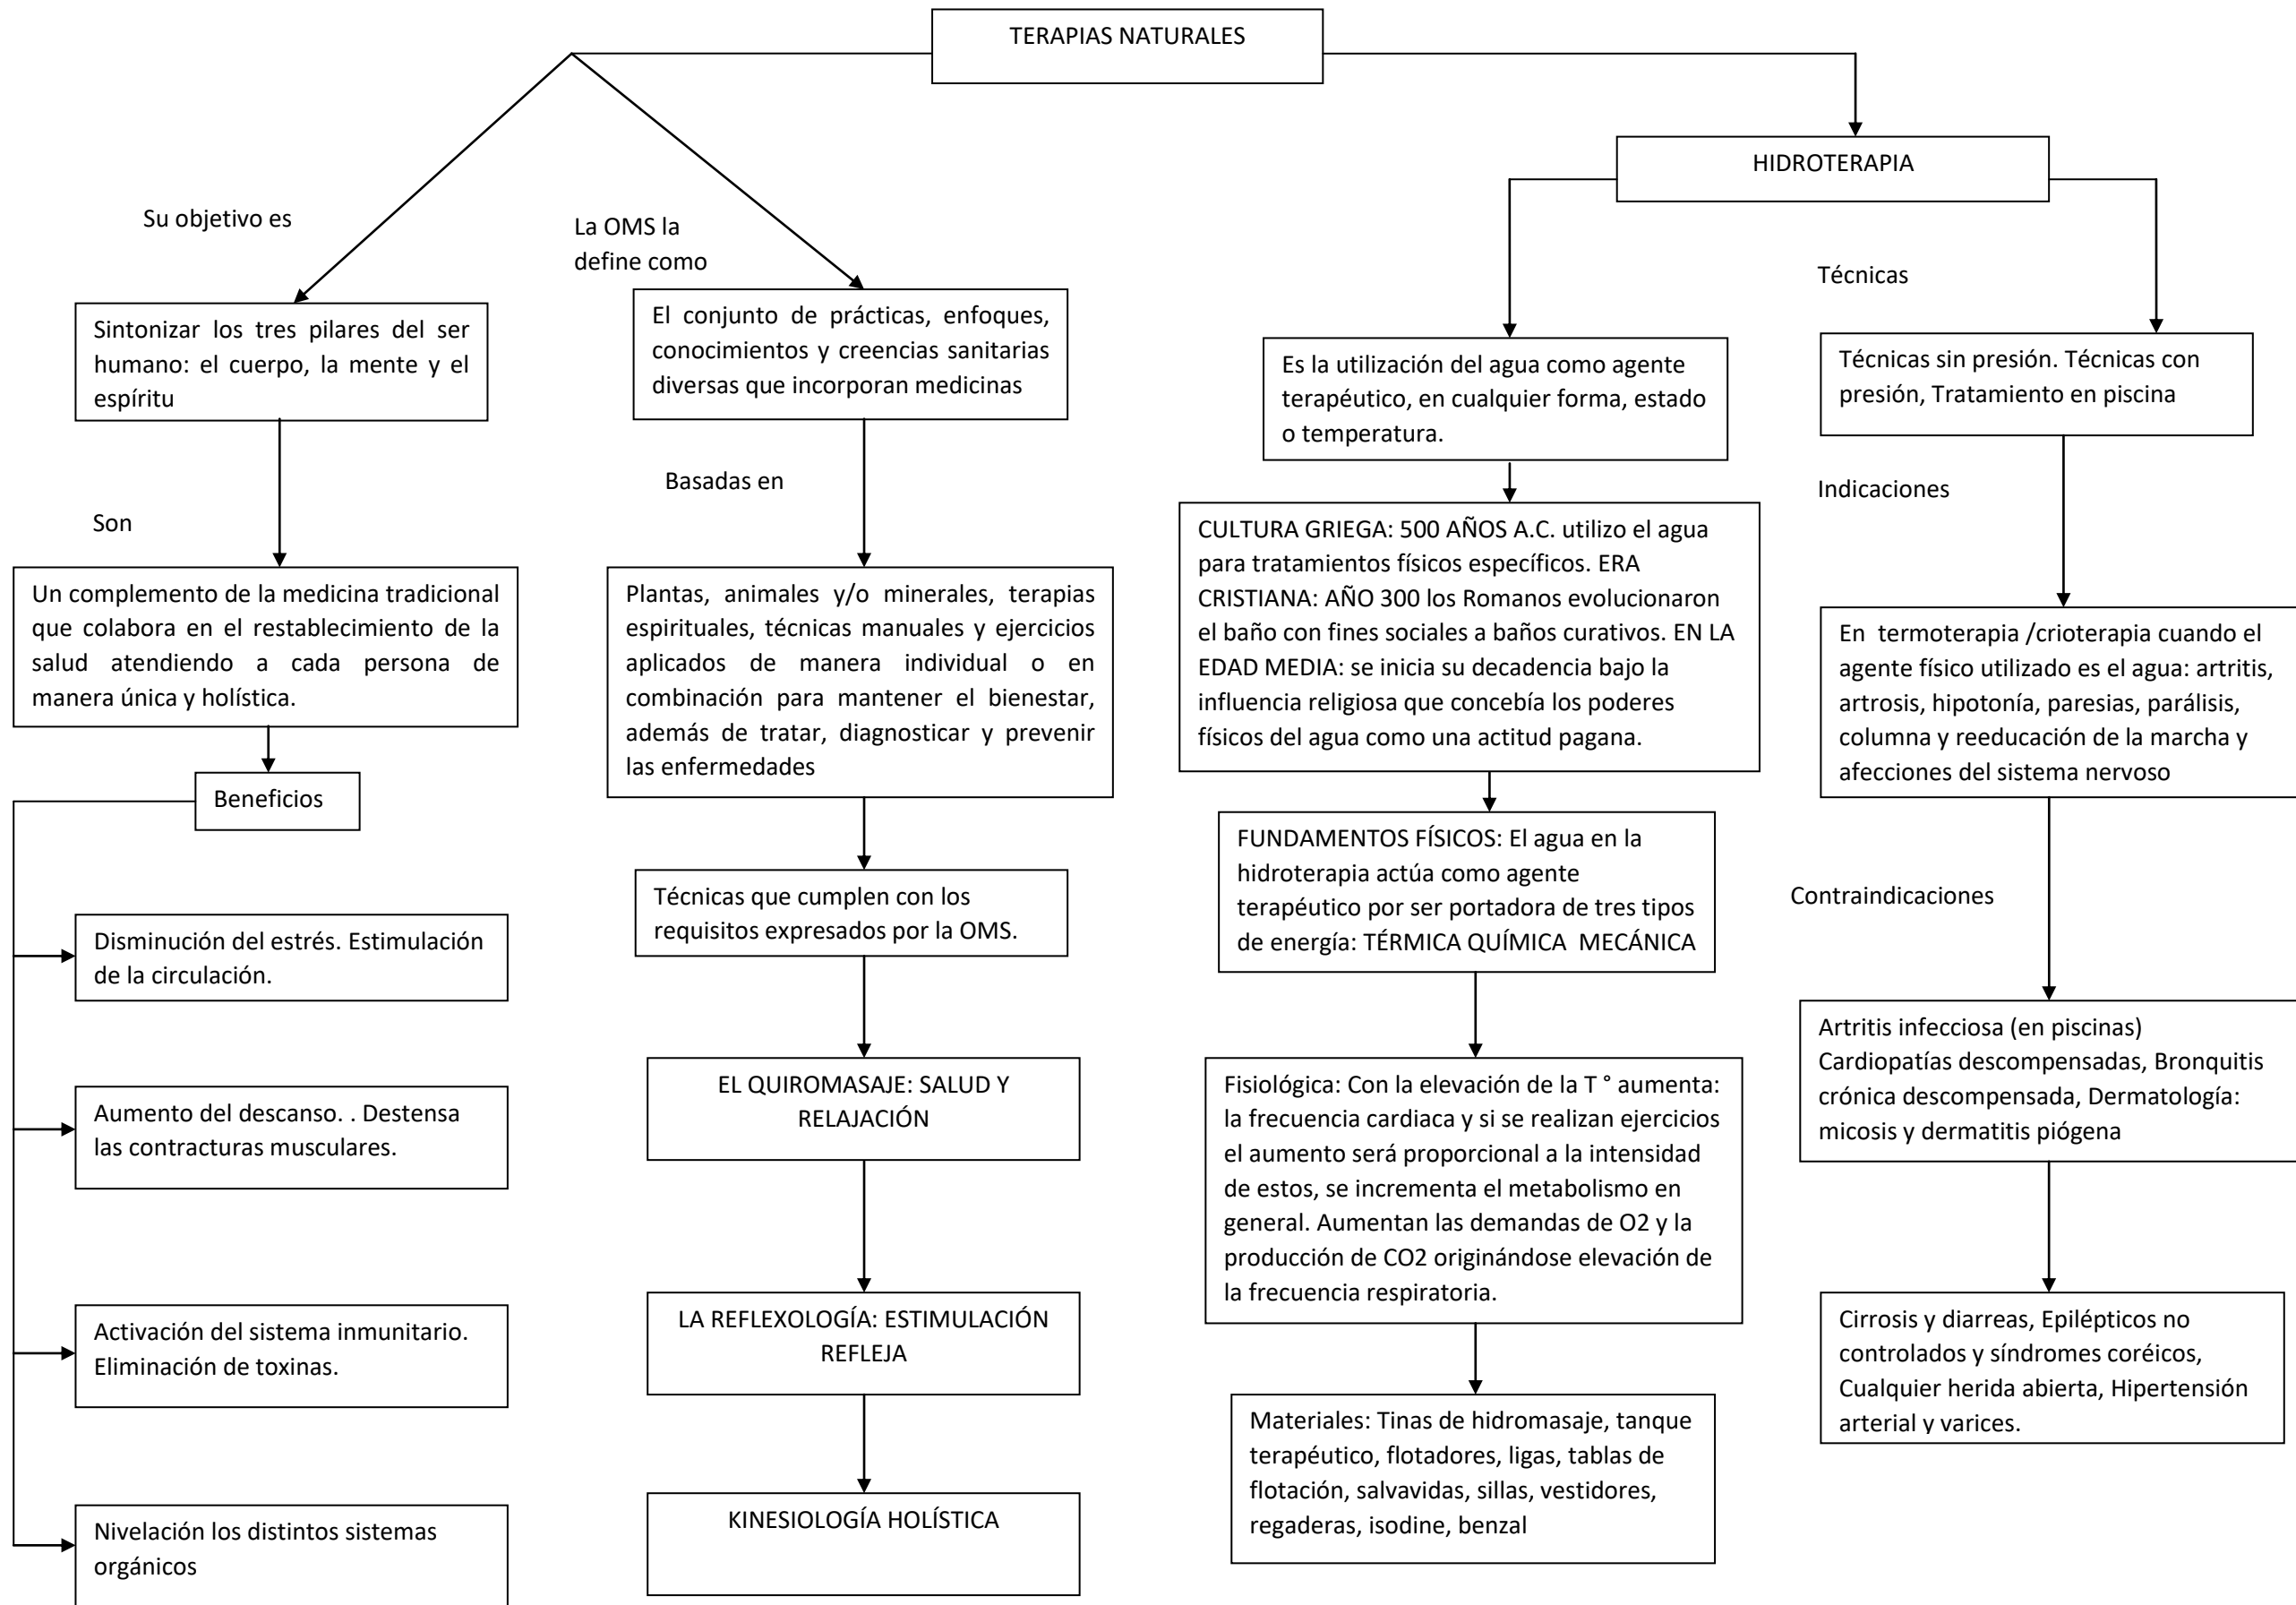 TERAPIAS NATURALES
Su objetivo es
Sintonizar los tres pilares del ser
humano: el cuerpo, la mente y el
espíritu
Son
Un complemento de la medicina tradicional
que colabora en el restablecimiento de la
salud atendiendo a cada persona de
manera única y holística.
Beneficios
Disminución del estrés. Estimulación
de la circulación.
Aumento del descanso. . Destensa
las contracturas musculares.
Activación del sistema inmunitario.
Eliminación de toxinas.
Nivelación los distintos sistemas
orgánicos
La OMS la
define como
El conjunto de prácticas, enfoques,
conocimientos y creencias sanitarias
diversas que incorporan medicinas
Basadas en
Plantas, animales y/o minerales, terapias
espirituales, técnicas manuales y ejercicios
aplicados de manera individual o en
combinación para mantener el bienestar,
además de tratar, diagnosticar y prevenir
las enfermedades
Técnicas que cumplen con los
requisitos expresados por la OMS.
EL QUIROMASAJE: SALUD Y
RELAJACIÓN
LA REFLEXOLOGÍA: ESTIMULACIÓN
REFLEJA
KINESIOLOGÍA HOLÍSTICA
HIDROTERAPIA
Es la utilización del agua como agente
terapéutico, en cualquier forma, estado
o temperatura.
CULTURA GRIEGA: 500 AÑOS A.C. utilizo el agua
para tratamientos físicos específicos. ERA
CRISTIANA: AÑO 300 los Romanos evolucionaron
el baño con fines sociales a baños curativos. EN LA
EDAD MEDIA: se inicia su decadencia bajo la
influencia religiosa que concebía los poderes
físicos del agua como una actitud pagana.
FUNDAMENTOS FÍSICOS: El agua en la
hidroterapia actúa como agente
terapéutico por ser portadora de tres tipos
de energía: TÉRMICA QUÍMICA  MECÁNICA
Fisiológica: Con la elevación de la T ° aumenta:
la frecuencia cardiaca y si se realizan ejercicios
el aumento será proporcional a la intensidad
de estos, se incrementa el metabolismo en
general. Aumentan las demandas de O2 y la
producción de CO2 originándose elevación de
la frecuencia respiratoria.
Materiales: Tinas de hidromasaje, tanque
terapéutico, flotadores, ligas, tablas de
flotación, salvavidas, sillas, vestidores,
regaderas, isodine, benzal
Técnicas
Técnicas sin presión. Técnicas con
presión, Tratamiento en piscina
Indicaciones
En  termoterapia /crioterapia cuando el
agente físico utilizado es el agua: artritis,
artrosis, hipotonía, paresias, parálisis,
columna y reeducación de la marcha y
afecciones del sistema nervoso
Contraindicaciones
Artritis infecciosa (en piscinas)
Cardiopatías descompensadas, Bronquitis
crónica descompensada, Dermatología:
micosis y dermatitis piógena
Cirrosis y diarreas, Epilépticos no
controlados y síndromes coréicos,
Cualquier herida abierta, Hipertensión
arterial y varices.